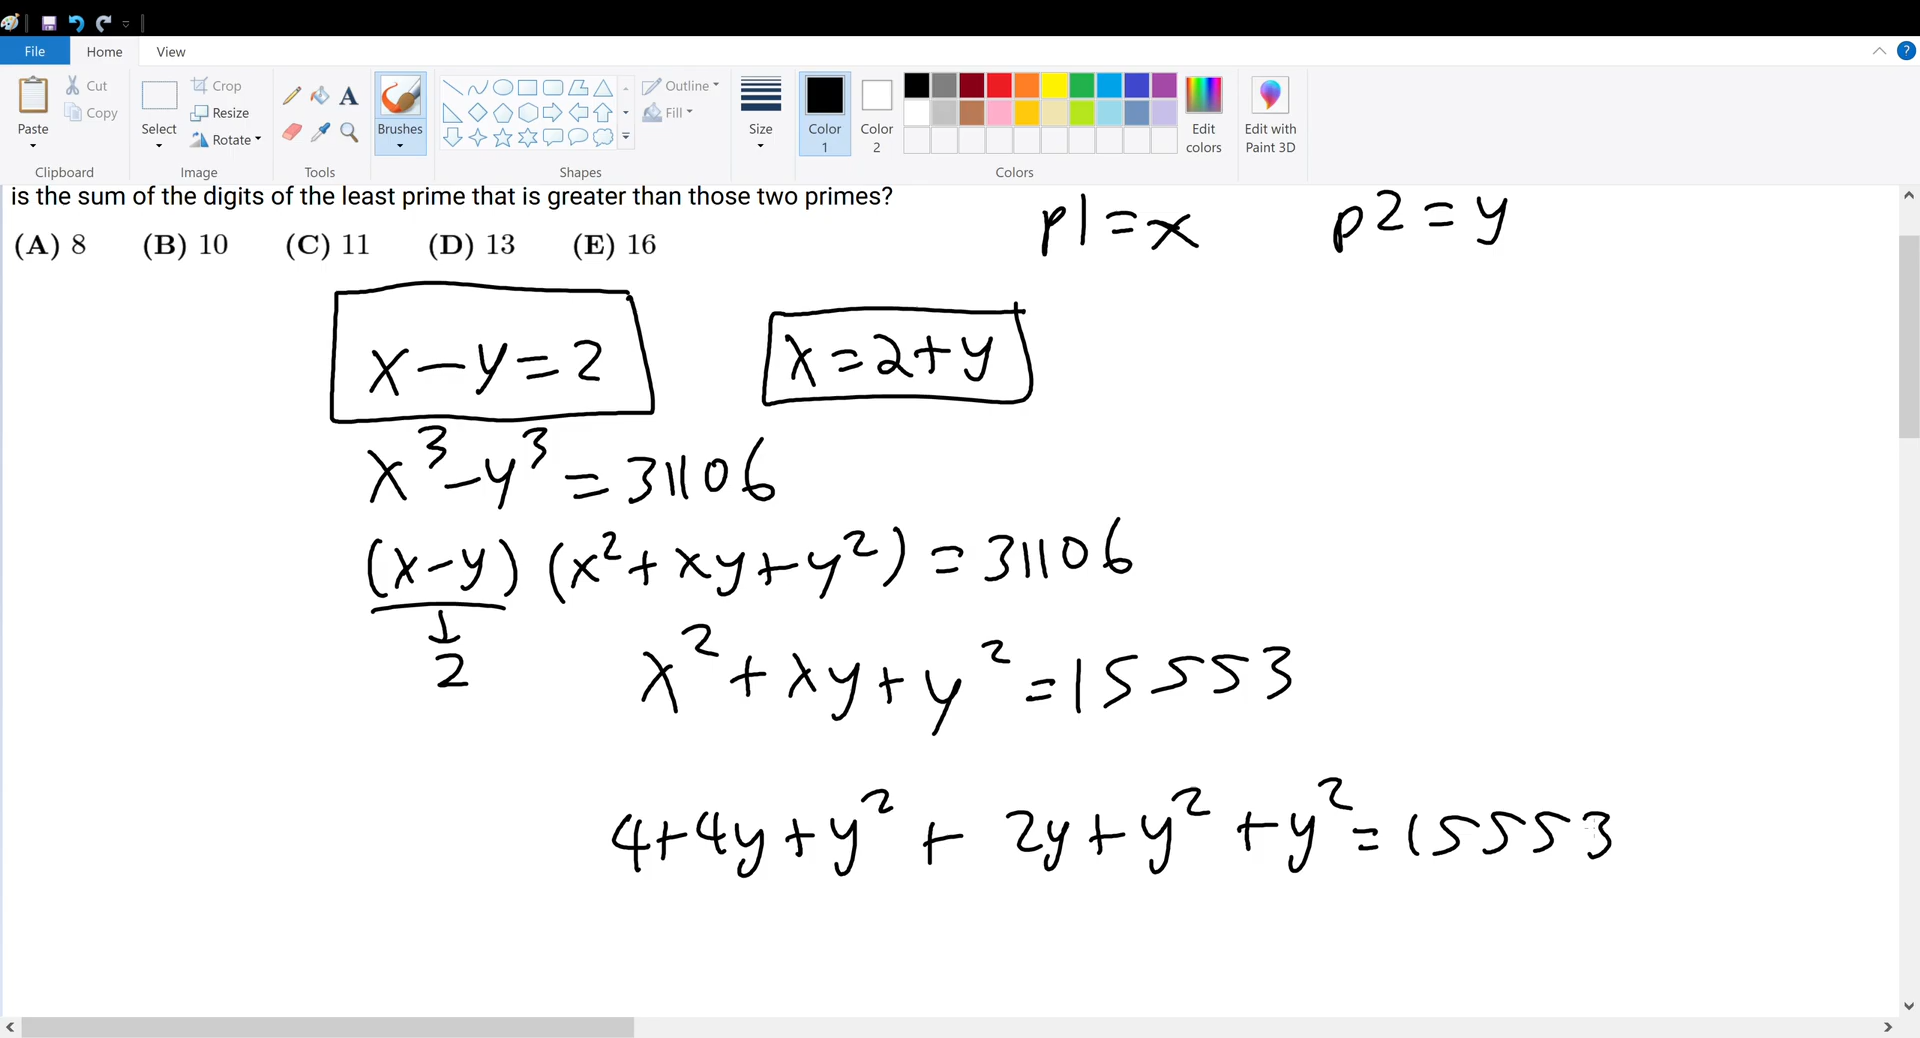 File Home View
Paste Cut Copy Clipboard
Select Crop Resize Rotate Image
A Tools
Brushes
Outline Fill Shapes
Size
Color 1 Color 2 Edit colors Colors
Edit with Paint 3D
?
is the sum of the digits of the least prime that is greater than those two primes?
(A) 8 (B) 10 (C) 11 (D) 13 (E) 16
p1 = x p2 = y
x - y = 2 x = 2 + y
x³ - y³ = 31106
(x - y) (x² + xy + y²) = 31106
↓
2
x² + xy + y² = 15553
4 + 4y + y² + 2y + y² + y² = 15553